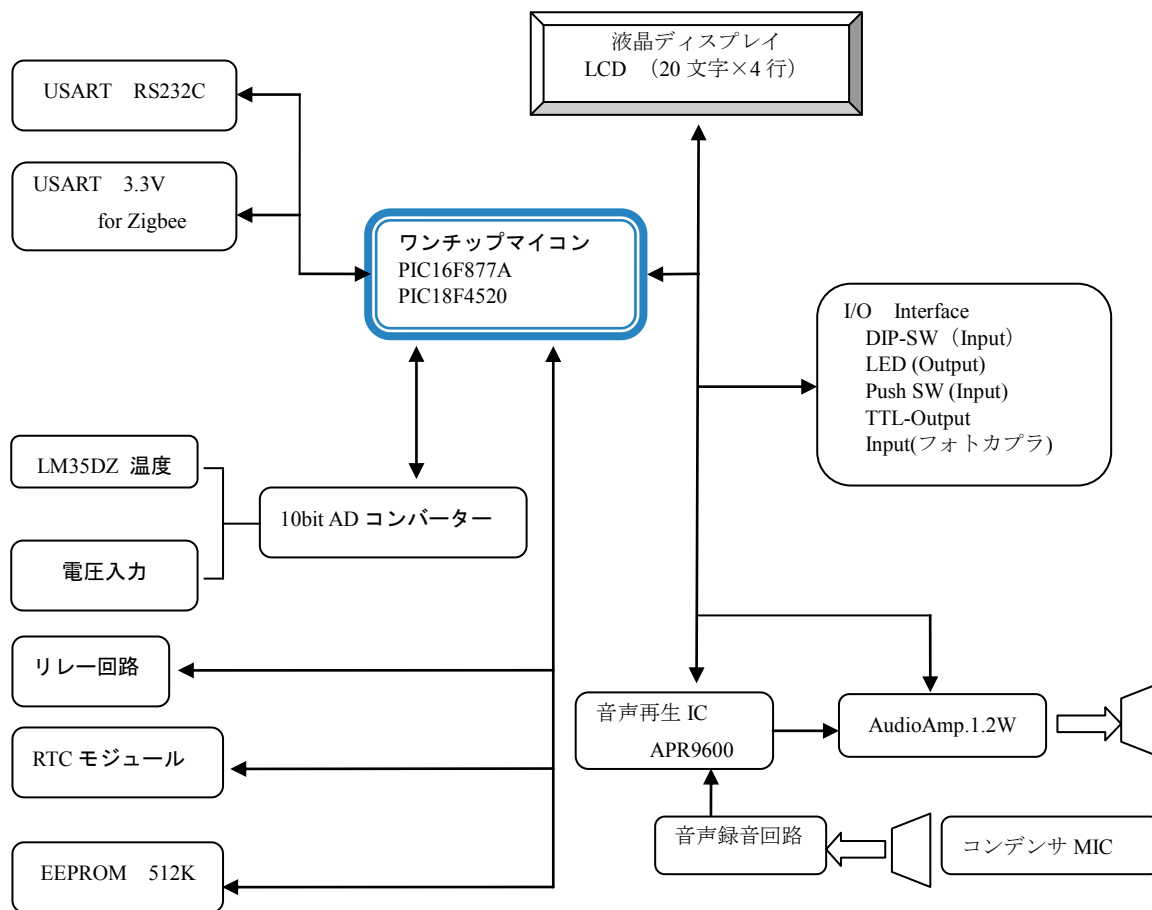 液晶ディスプレイ
LCD （20 文字×4 行）
USART RS232C
USART 3.3V
for Zigbee
ワンチップマイコン
PIC16F877A
PIC18F4520
I/O Interface
DIP-SW（Input）
LED (Output)
Push SW (Input)
TTL-Output
Input(フォトカプラ)
LM35DZ 温度
10bit AD コンバーター
電圧入力
リレー回路
RTC モジュール
EEPROM 512K
音声再生 IC
APR9600
AudioAmp.1.2W
音声録音回路
コンデンサ MIC